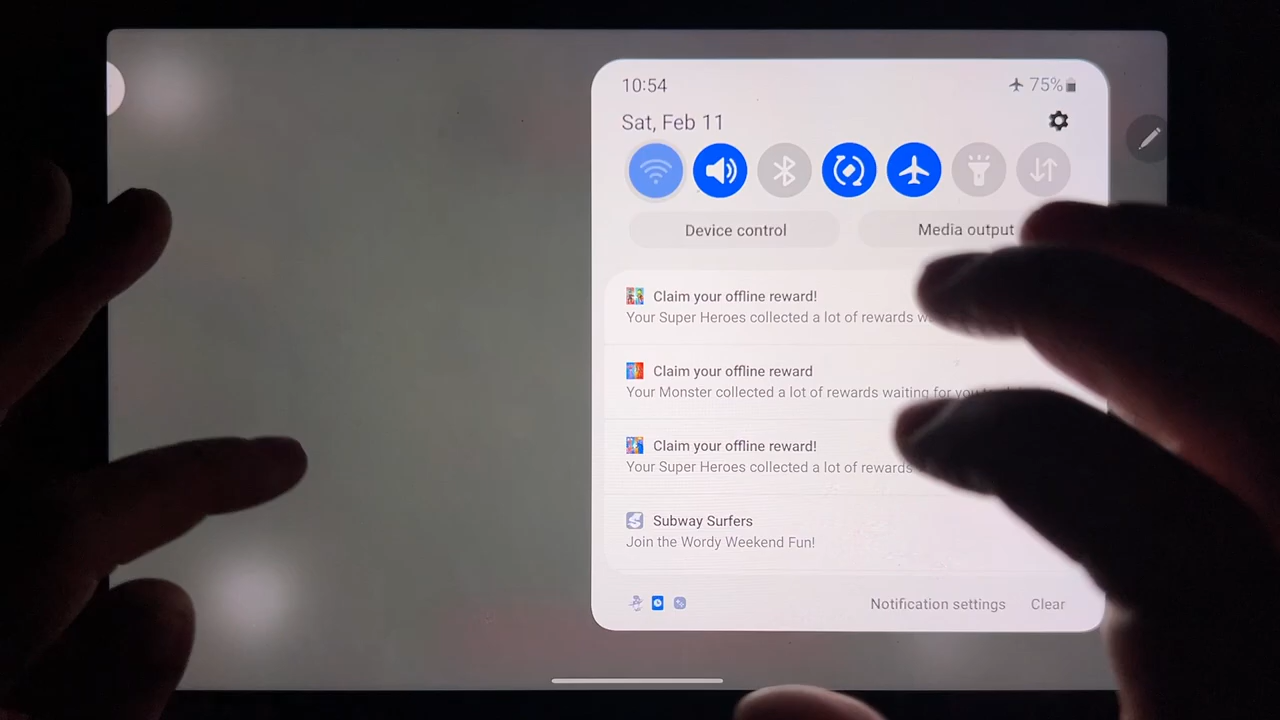 10:54
75%
Sat, Feb 11
Device control
Media output
Claim your offline reward!
Your Super Heroes collected a lot of rewards
Claim your offline reward
Your Monster collected a lot of rewards waiting for
Claim your offline reward!
Your Super Heroes collected a lot of rewards
Subway Surfers
Join the Wordy Weekend Fun!
Notification settings
Clear